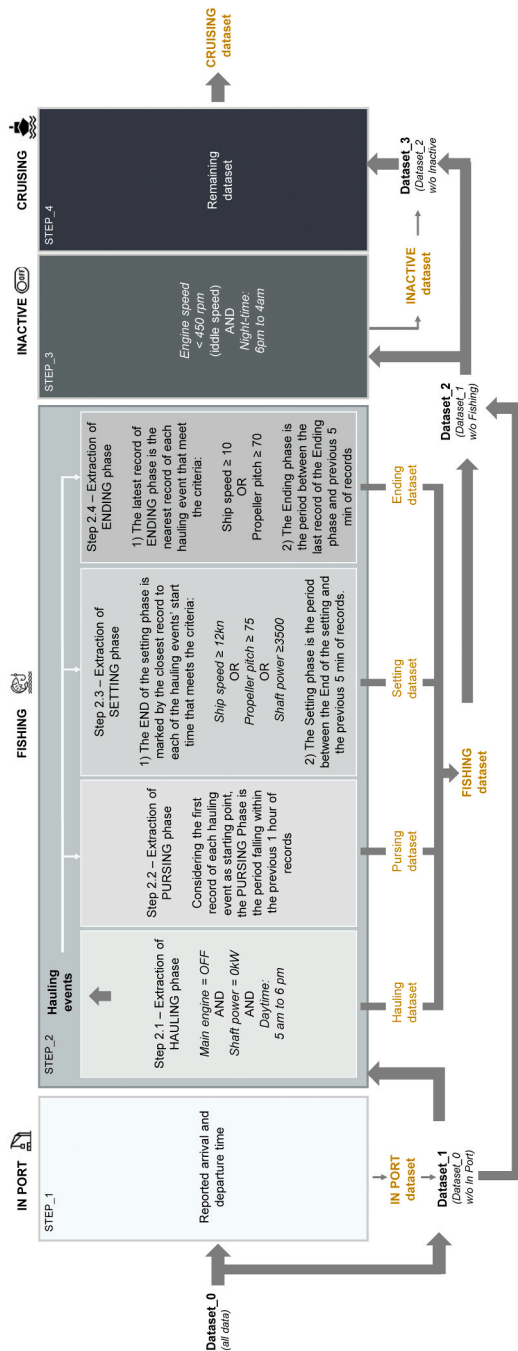 IN PORT
STEP_1
Reported arrival and
departure time
Dataset_0
(all data)
IN PORT
dataset
Dataset_1
(Dataset_0
w/o In Port)
FISHING
STEP_2
Hauling
events
Step 2.1 – Extraction of
HAULING phase
Main engine = OFF
AND
Shaft power = 0kW
AND
Daytime:
5 am to 6 pm
Step 2.2 – Extraction of
PURSING phase
Considering the first
record of each hauling
event as starting point,
the PURSING Phase is
the period falling within
the previous 1 hour of
records
Step 2.3 – Extraction of
SETTING phase
1) The END of the setting phase is
marked by the closest record to
each of the hauling events' start
time that meets the criteria:
Ship speed ≥ 12kn
OR
Propeller pitch ≥ 75
OR
Shaft power ≥3500
2) The Setting phase is the period
between the End of the setting and
the previous 5 min of records.
Step 2.4 – Extraction of
ENDING phase
1) The latest record of
ENDING phase is the
nearest record of each
hauling event that meet
the criteria:
Ship speed ≥ 10
OR
Propeller pitch ≥ 70
2) The Ending phase is
the period between the
last record of the Ending
phase and previous 5
min of records
Hauling
dataset
Pursing
dataset
Setting
dataset
Ending
dataset
FISHING
dataset
Dataset_2
(Dataset_1
w/o Fishing)
INACTIVE
OFF
STEP_3
Engine speed
< 450 rpm
(iddle speed)
AND
Night-time:
6pm to 4am
INACTIVE
dataset
Dataset_3
(Dataset_2
w/o Inactive
CRUISING
STEP_4
Remaining
dataset
CRUISING
dataset